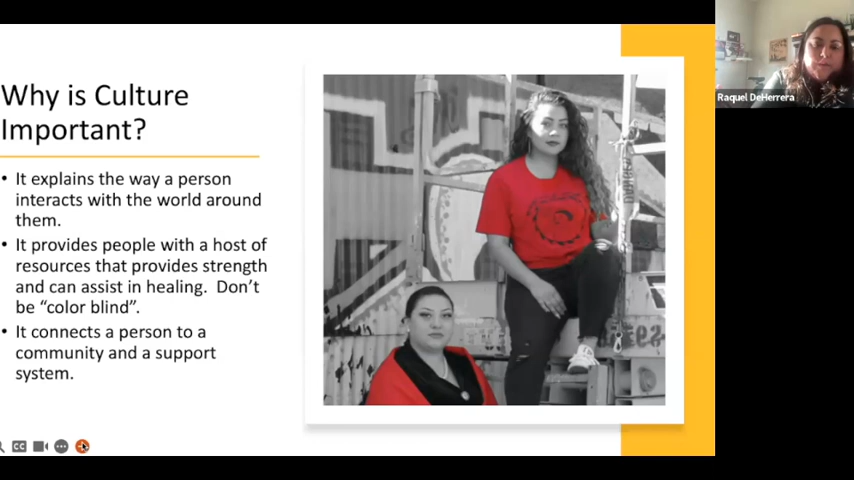 Why is Culture
Important?
• It explains the way a person
interacts with the world around
them.
• It provides people with a host of
resources that provides strength
and can assist in healing.  Don't
be "color blind".
• It connects a person to a
community and a support
system.
CC
Raquel DeHerrera